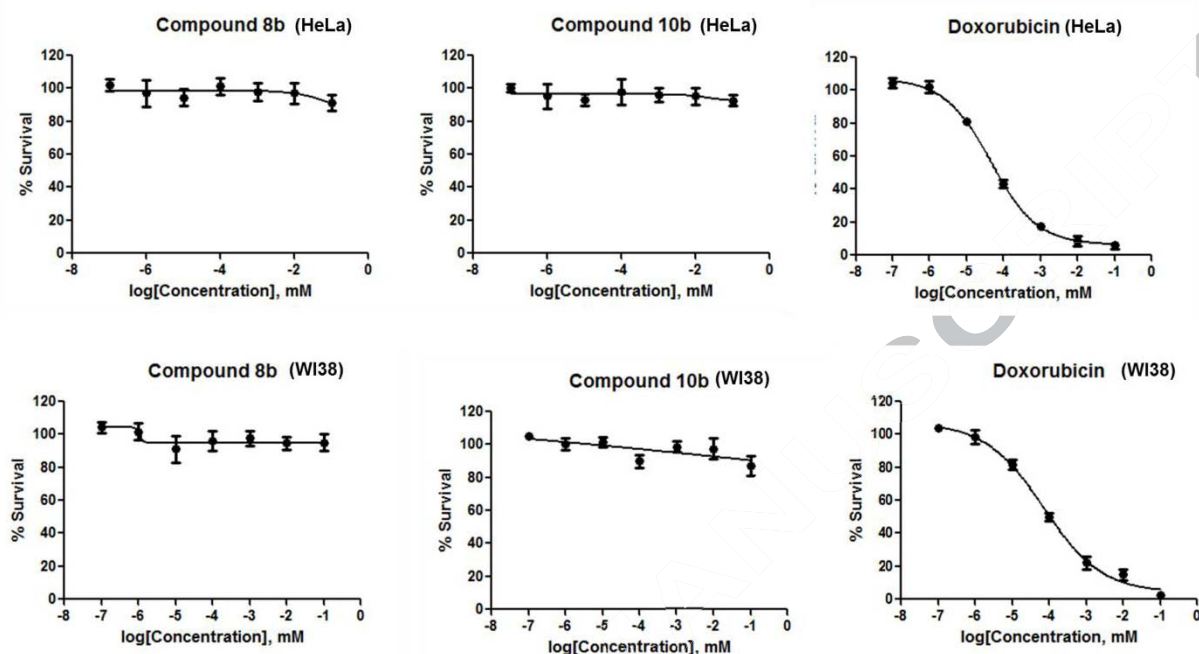 Compound 8b (HeLa)
% Survival
120
100
80
60
40
20
0
-8 -6 -4 -2 0
log[Concentration], mM
Compound 10b (HeLa)
% Survival
120
100
80
60
40
20
0
-8 -6 -4 -2 0
log[Concentration], mM
Doxorubicin (HeLa)
% Survival
120
100
80
60
40
20
0
-8 -7 -6 -5 -4 -3 -2 -1 0
log[Concentration, mM
Compound 8b (WI38)
% Survival
120
100
80
60
40
20
0
-8 -7 -6 -5 -4 -3 -2 -1 0
log[Concentration], mM
Compound 10b (WI38)
% Survival
120
100
80
60
40
20
0
-8 -7 -6 -5 -4 -3 -2 -1 0
log[Concentration], mM
Doxorubicin (WI38)
% Survival
120
100
80
60
40
20
0
-8 -7 -6 -5 -4 -3 -2 -1 0
log[Concentration, mM